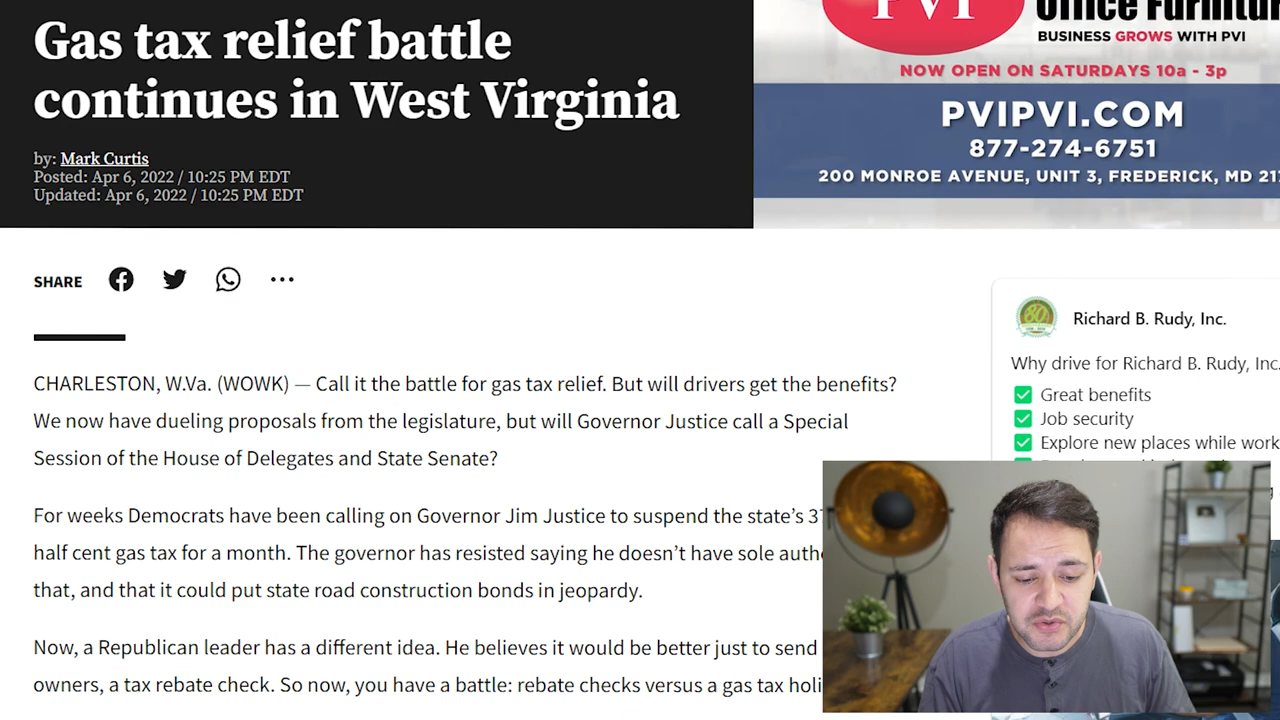 Gas tax relief battle
continues in West Virginia
by: Mark Curtis
Posted: Apr 6, 2022 / 10:25 PM EDT
Updated: Apr 6, 2022 / 10:25 PM EDT
PVI
Office Furnitu
BUSINESS GROWS WITH PVI
NOW OPEN ON SATURDAYS 10a - 3p
PVIPVI.COM
877-274-6751
200 MONROE AVENUE, UNIT 3, FREDERICK, MD 217
SHARE
CHARLESTON, W.Va. (WOWK) — Call it the battle for gas tax relief. But will drivers get the benefits?
We now have dueling proposals from the legislature, but will Governor Justice call a Special
Session of the House of Delegates and State Senate?
For weeks Democrats have been calling on Governor Jim Justice to suspend the state's 3
half cent gas tax for a month. The governor has resisted saying he doesn't have sole
that, and that it could put state road construction bonds in jeopardy.
Now, a Republican leader has a different idea. He believes it would be better just to send
owners, a tax rebate check. So now, you have a battle: rebate checks versus a gas tax
80
Richard B. Rudy, Inc.
Why drive for Richard B. Rudy, Inc.
Great benefits
Job security
Explore new places while work